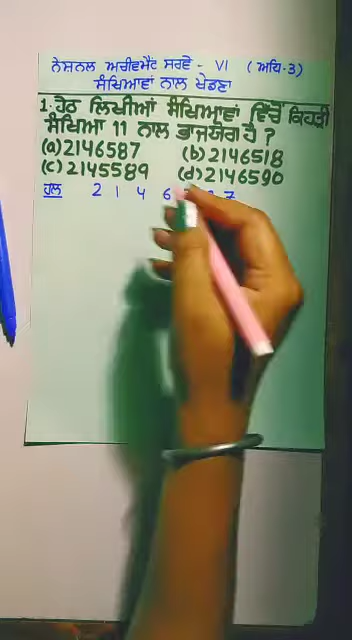 ਨੈਸ਼ਨਲ ਅਚੀਵਮੈਂਟ ਸਰਵੇ - VI ( ਅਧਿ-3)
ਸੰਖਿਆਵਾਂ ਨਾਲ ਖੇਡਣਾ
1. ਹੇਠ ਲਿਖੀਆਂ ਸੰਖਿਆਵਾਂ ਵਿੱਚੋਂ ਕਿਹੜੀ
ਸੰਖਿਆ 11 ਨਾਲ ਭਾਜਯੋਗ ਹੈ ?
(a) 2146587 (b) 2146518
(c) 2145589 (d) 2146590
ਹਲ 2 1 4 6 7